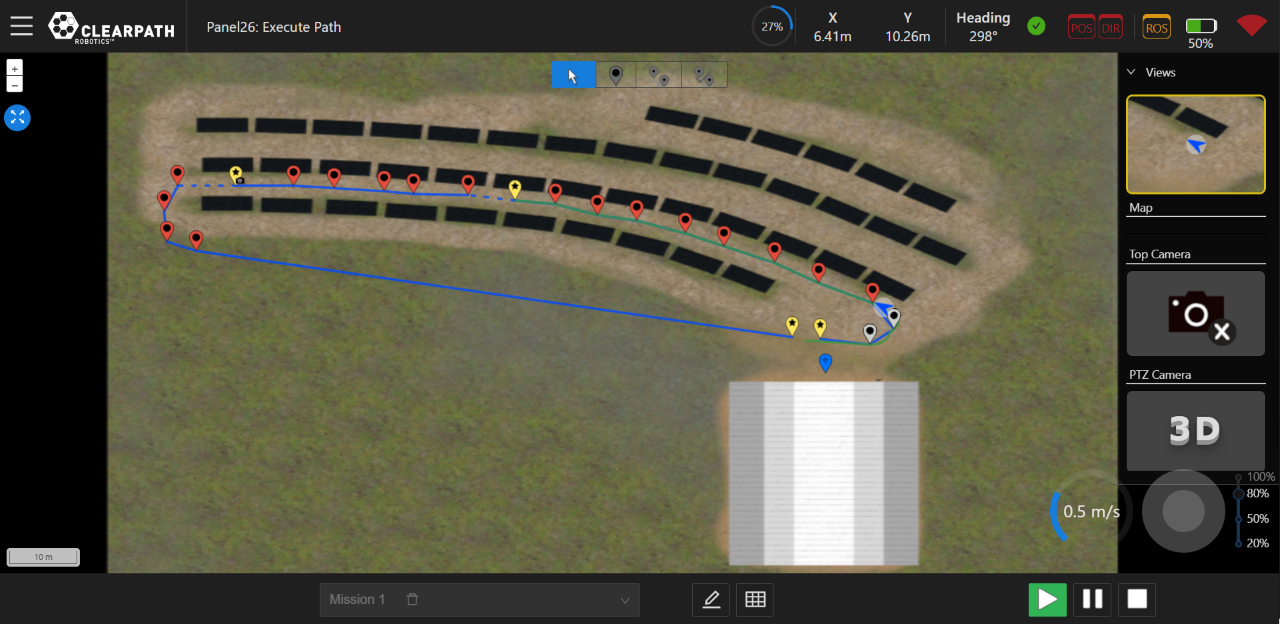 CLEARPATH
ROBOTICS™
Panel26: Execute Path
27%
X
6.41m
Y
10.26m
Heading
298°
POS
DIR
ROS
50%
+
−
Views
Map
Top Camera
PTZ Camera
3D
100%
80%
50%
20%
0.5 m/s
10 m
Mission 1